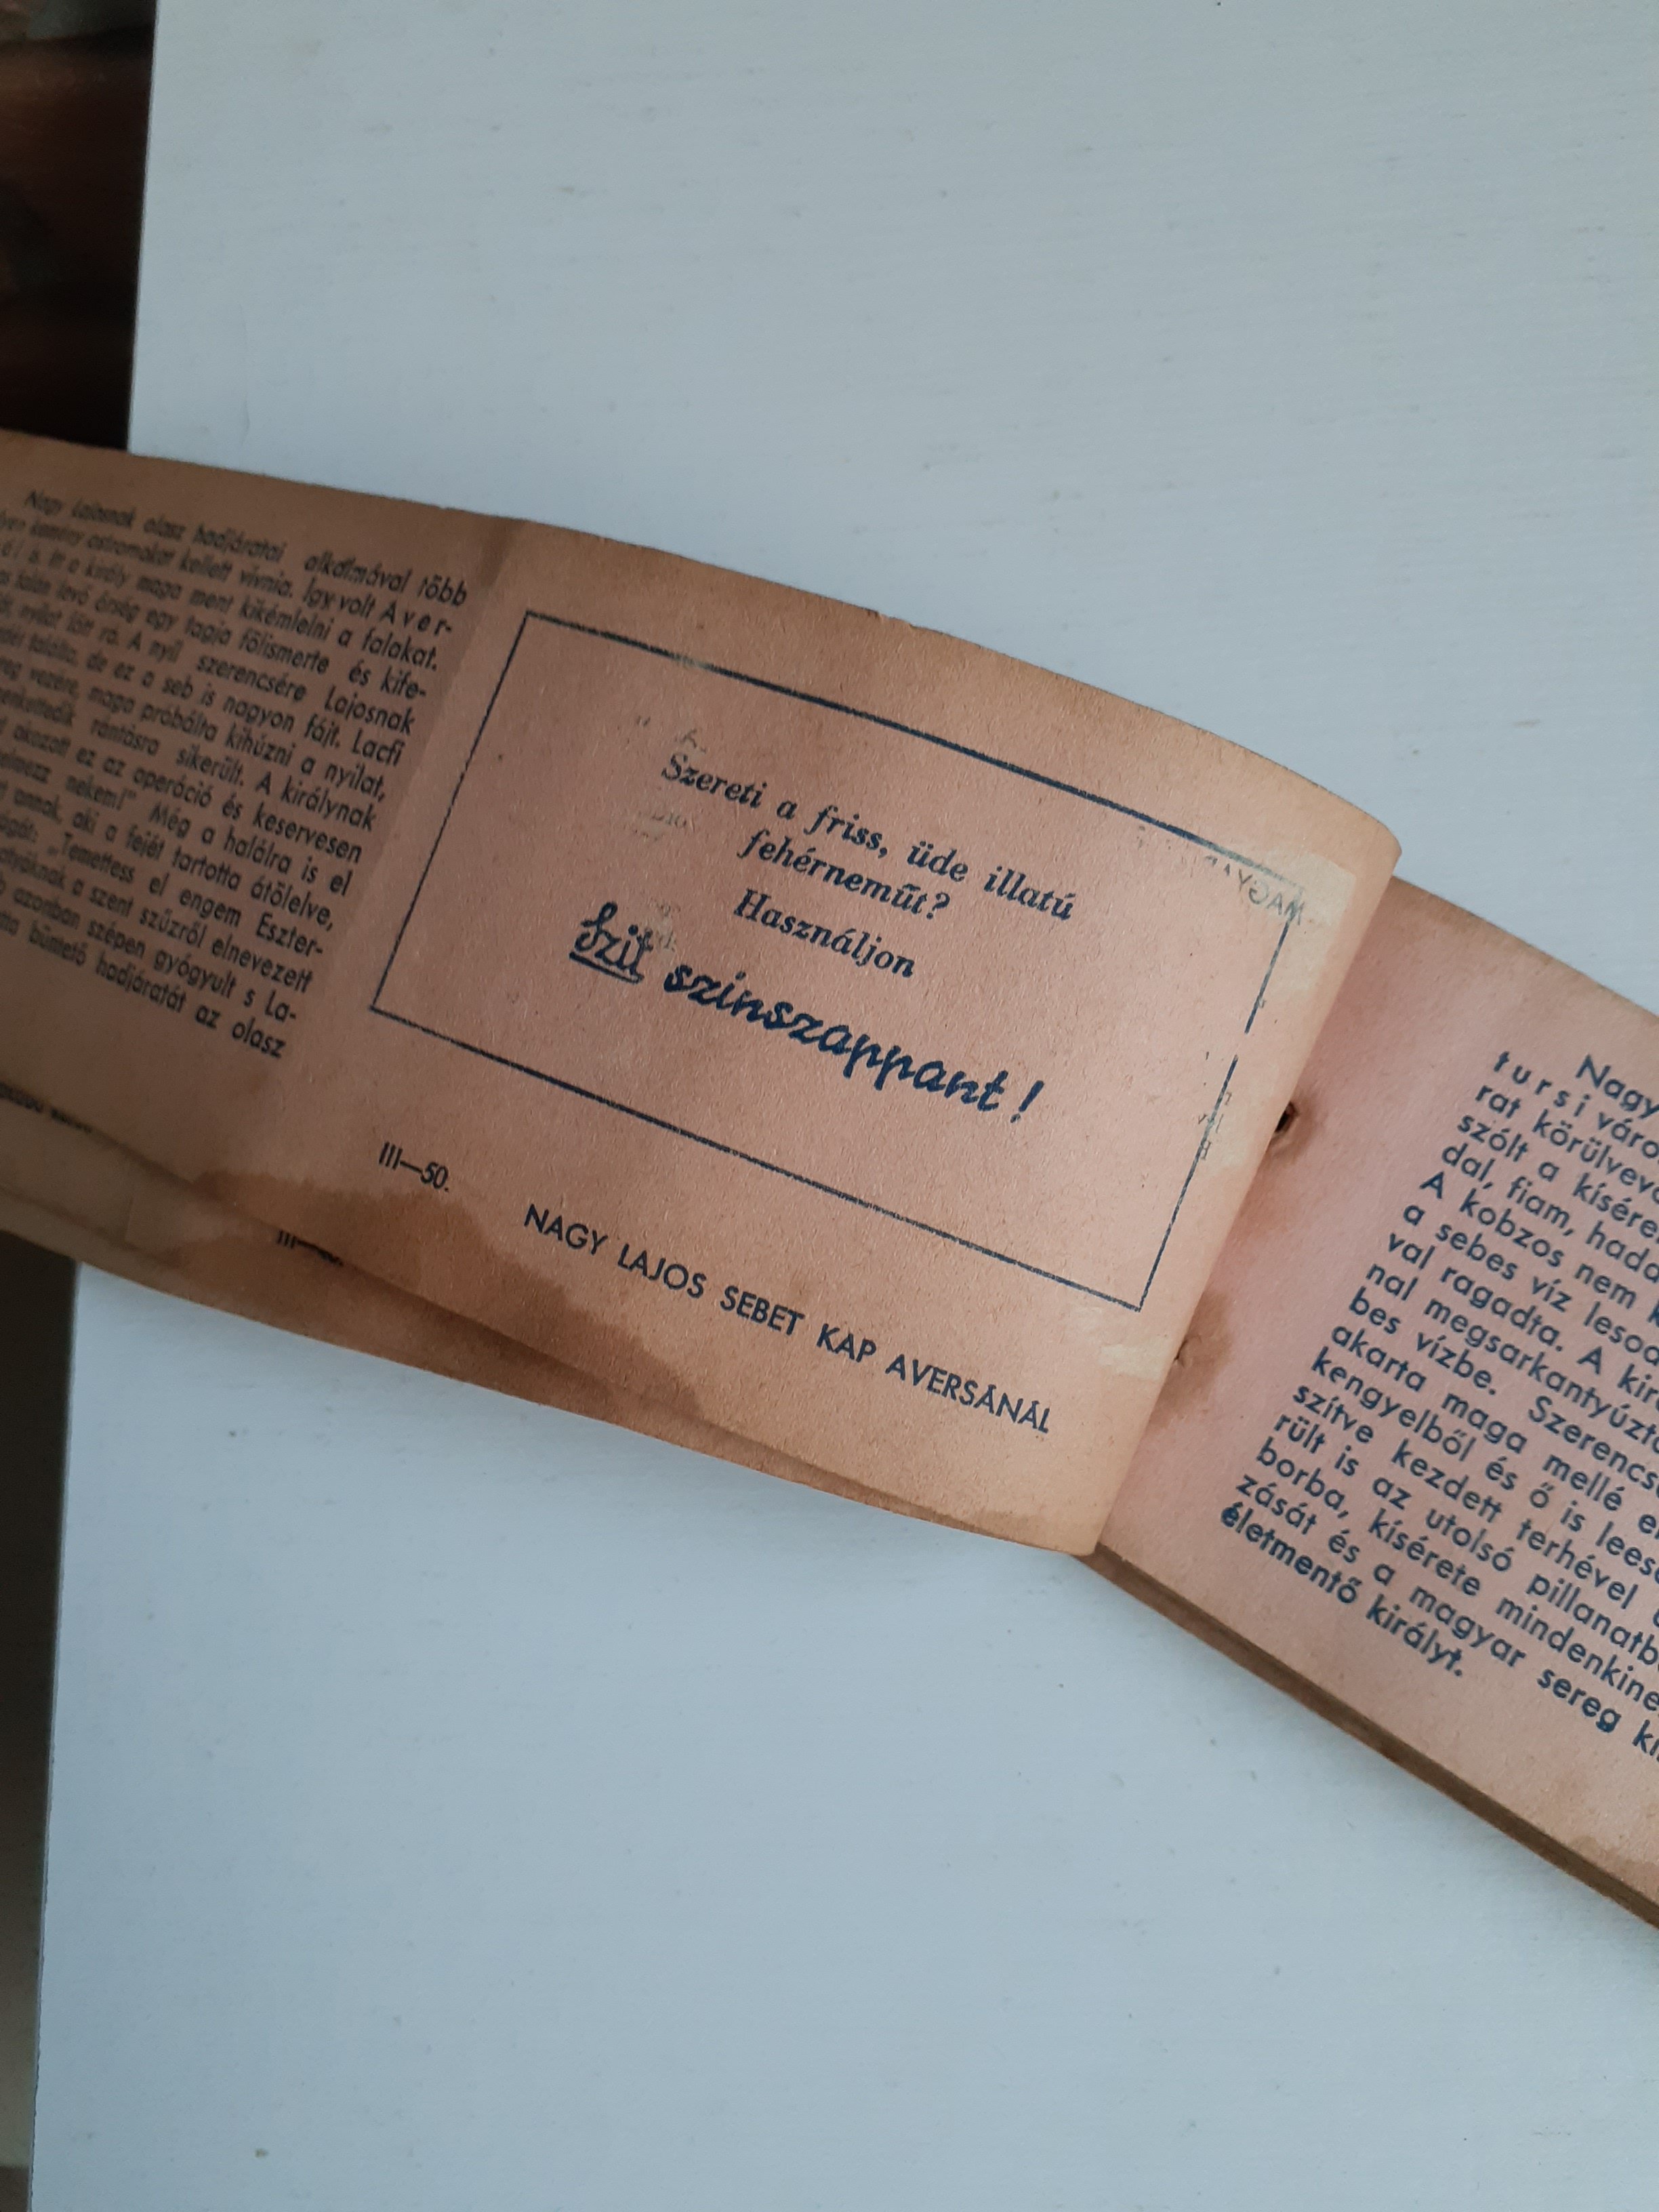 Nagy Lajosnak olasz hadjáratai alkalmával több
kemény ostromokat kellett vívnia. Így volt Aver-
is. Itt a király maga ment kikémlelni a falakat.
falon levő őrség egy tagja fölismerte és kife-
nyilat lőtt rá. A nyíl szerencsére Lajosnak
találta, de ez a seb is nagyon fájt. Lacfi
vezére, maga próbálta kihúzni a nyilat,
rántásra sikerült. A királynak
okozott ez az operáció és keservesen
nekem!" Még a halálra is el
annak, aki a fejét tartotta átölelve,
„Temettess el engem Eszter-
a szent szűzről elnevezett
azonban szépen gyógyult s La-
büntető hadjáratát az olasz
Szereti a friss, üde illatú
fehérneműt?
Használjon
Szit színszappant!
III—50.
NAGY LAJOS SEBET KAP AVERSÁNÁL
MAGYA
Nagy
tursi váro
rat körülvev
szólt a kísére
dal, fiam, hada
A kobzos nem k
a sebes víz lesod
val ragadta. A kir
nal megsarkantyúzta
bes vízbe. Szerencs
akarta maga mellé e
kengyelből és ő is leese
szítve kezdett terhével
rült is az utolsó pillanatb
borba, kísérete mindenkine
zását és a magyar sereg ki
életmentő királyt.